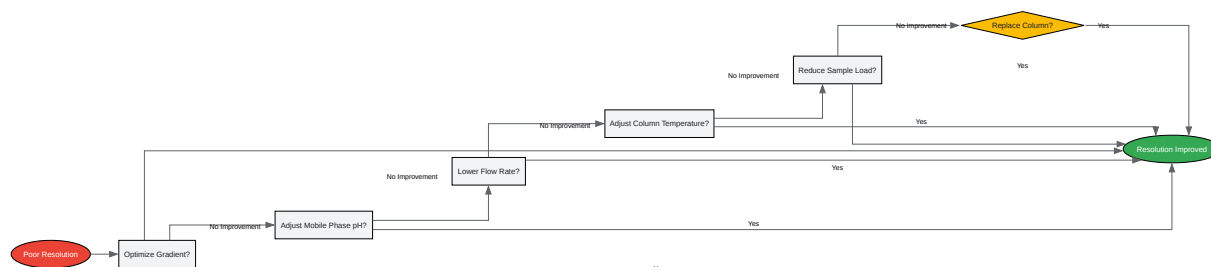 No Improvement
Replace Column?
Yes
Reduce Sample Load?
Yes
No Improvement
No Improvement
Adjust Column Temperature?
Yes
Resolution Improved
Lower Flow Rate?
Yes
No Improvement
No Improvement
Adjust Mobile Phase pH?
Yes
Poor Resolution
Optimize Gradient?